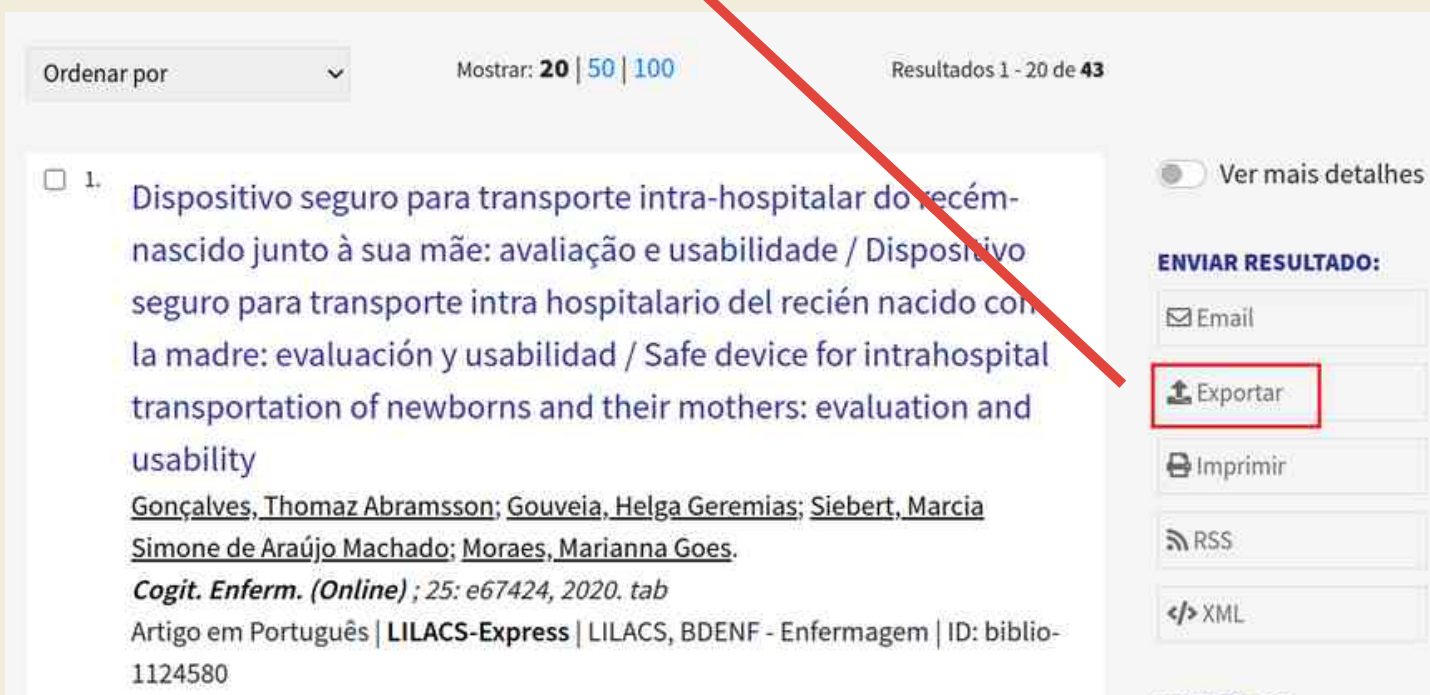 Ordenar por
Mostrar: 20 | 50 | 100
Resultados 1 - 20 de 43
1.
Dispositivo seguro para transporte intra-hospitalar do recém-
nascido junto à sua mãe: avaliação e usabilidade / Dispositivo
seguro para transporte intra hospitalario del recién nacido con
la madre: evaluación y usabilidad / Safe device for intrahospital
transportation of newborns and their mothers: evaluation and
usability
Gonçalves, Thomaz Abramsson; Gouveia, Helga Geremias; Siebert, Marcia
Simone de Araújo Machado; Moraes, Marianna Goes.
Cogit. Enferm. (Online) ; 25: e67424, 2020. tab
Artigo em Português | LILACS-Express | LILACS, BDENF - Enfermagem | ID: biblio-
1124580
Ver mais detalhes
ENVIAR RESULTADO:
Email
Exportar
Imprimir
RSS
</> XML